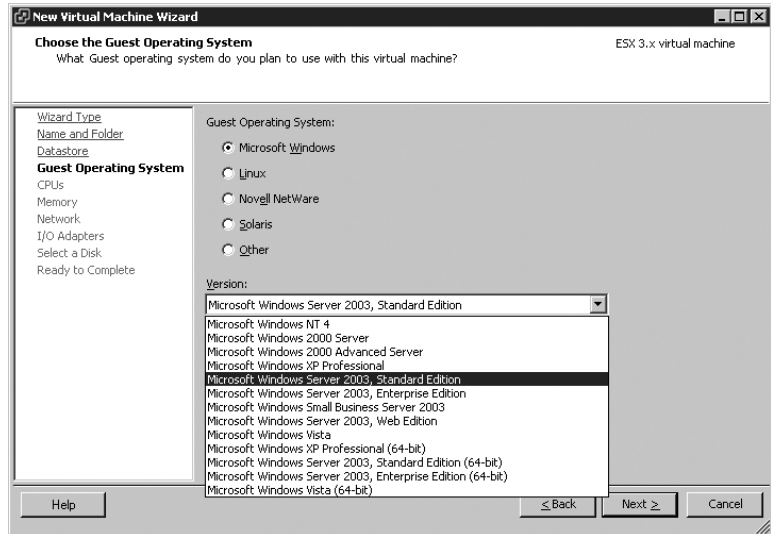 New Virtual Machine Wizard
Choose the Guest Operating System
What Guest operating system do you plan to use with this virtual machine?
ESX 3.x virtual machine
Wizard Type
Name and Folder
Datastore
Guest Operating System
CPUs
Memory
Network
I/O Adapters
Select a Disk
Ready to Complete
Guest Operating System:
Microsoft Windows
Linux
Novell NetWare
Solaris
Other
Version:
Microsoft Windows Server 2003, Standard Edition
Microsoft Windows NT 4
Microsoft Windows 2000 Server
Microsoft Windows 2000 Advanced Server
Microsoft Windows XP Professional
Microsoft Windows Server 2003, Standard Edition
Microsoft Windows Server 2003, Enterprise Edition
Microsoft Windows Small Business Server 2003
Microsoft Windows Server 2003, Web Edition
Microsoft Windows Vista
Microsoft Windows XP Professional (64-bit)
Microsoft Windows Server 2003, Standard Edition (64-bit)
Microsoft Windows Server 2003, Enterprise Edition (64-bit)
Microsoft Windows Vista (64-bit)
Help
≤ Back
Next ≥
Cancel